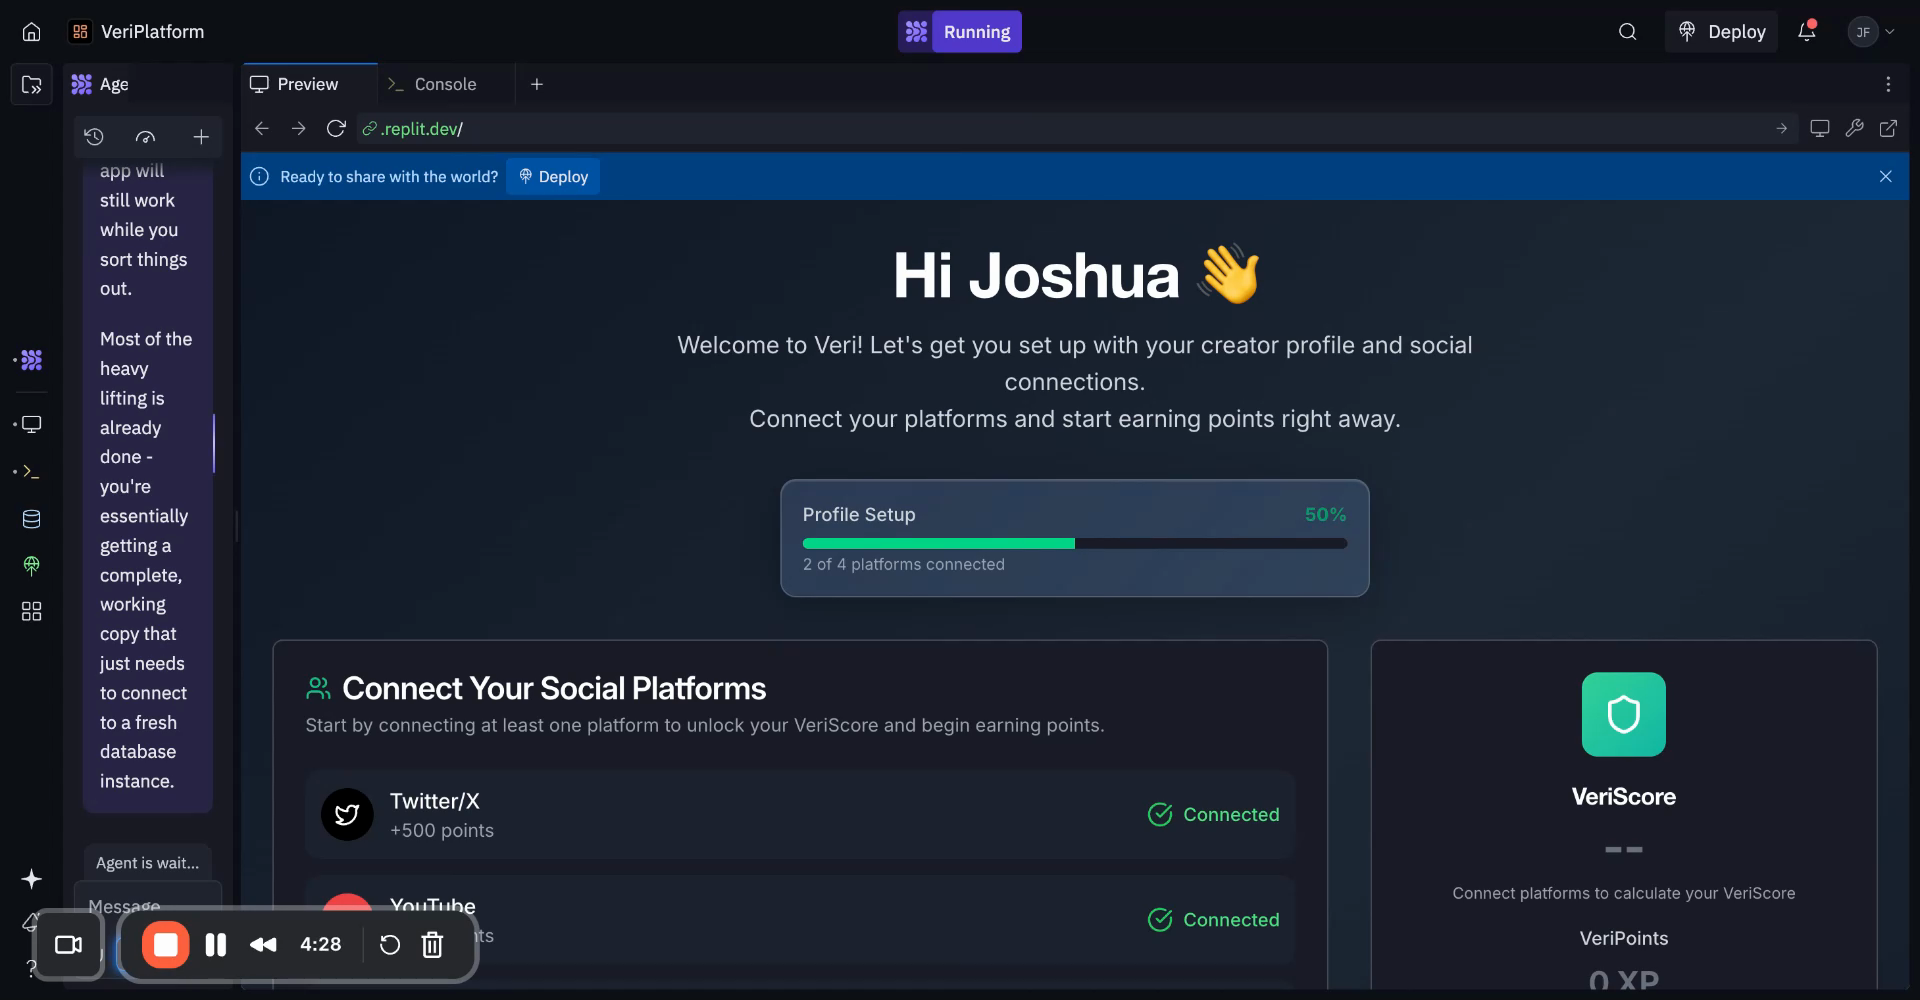 VeriPlatform
Running
Deploy
JF
Age
Preview
Console
.replit.dev/
Ready to share with the world?
Deploy
app will
still work
while you
sort things
out.
Most of the
heavy
lifting is
already
done -
you're
essentially
getting a
complete,
working
copy that
just needs
to connect
to a fresh
database
instance.
Agent is wait...
Message
Hi Joshua 👋
Welcome to Veri! Let's get you set up with your creator profile and social
connections.
Connect your platforms and start earning points right away.
Profile Setup
50%
2 of 4 platforms connected
Connect Your Social Platforms
Start by connecting at least one platform to unlock your VeriScore and begin earning points.
Twitter/X
+500 points
Connected
YouTube
Connected
VeriScore
--
Connect platforms to calculate your VeriScore
VeriPoints
0 XP
4:28